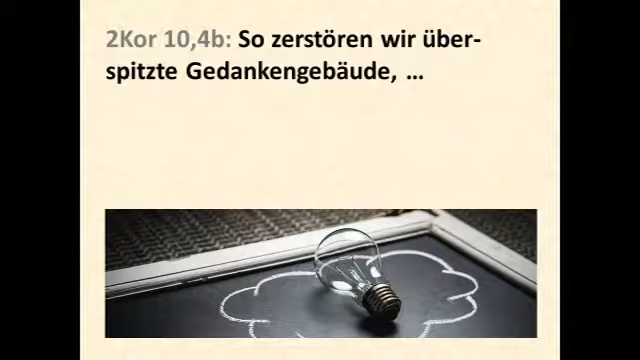 2Kor 10,4b: So zerstören wir über-
spitzte Gedankengebäude, ...